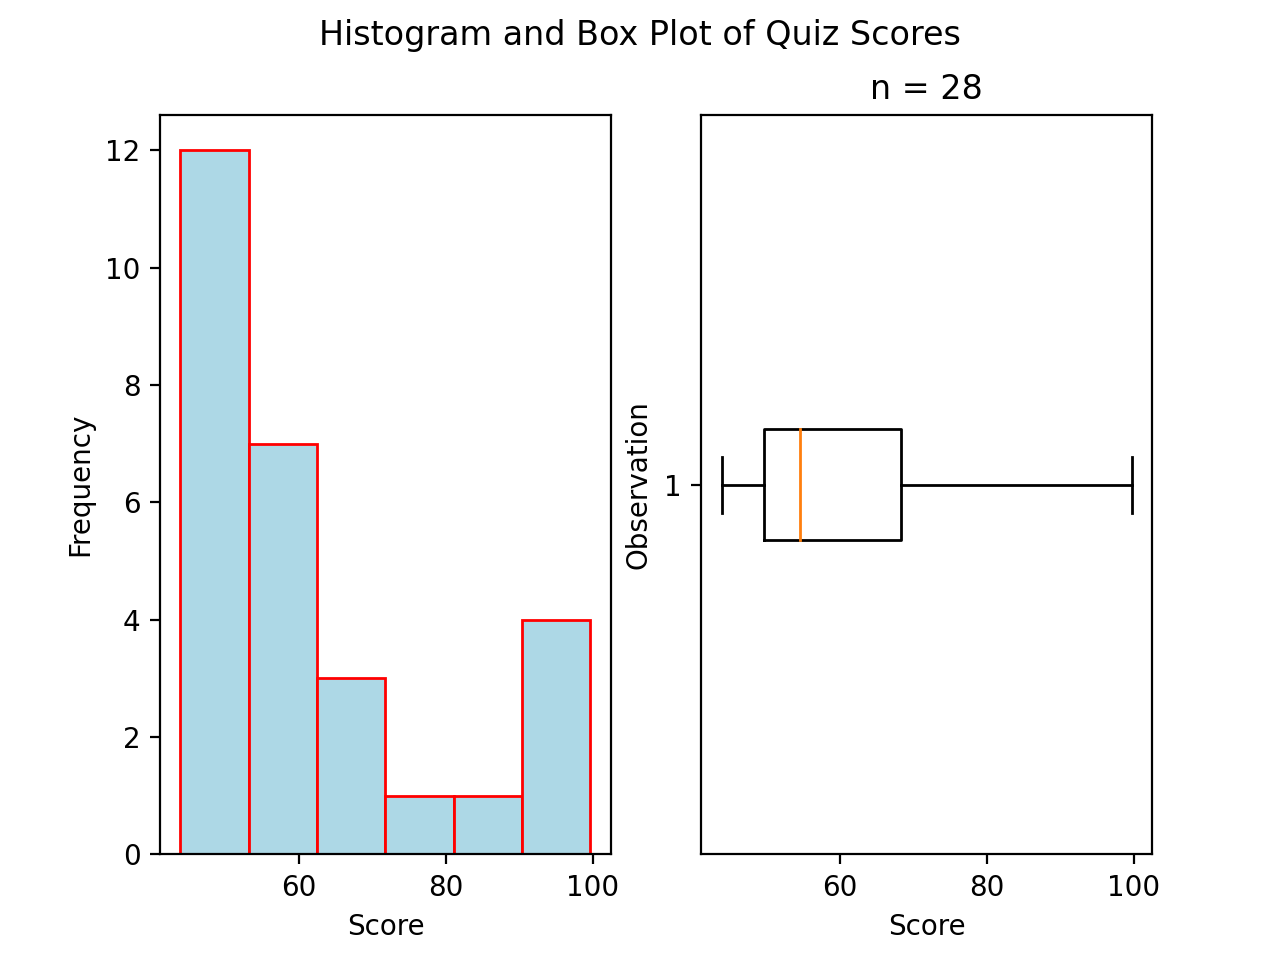 Histogram and Box Plot of Quiz Scores
12
10
8
6
4
2
0
Frequency
60 80 100
Score
n = 28
Observation
1
60 80 100
Score